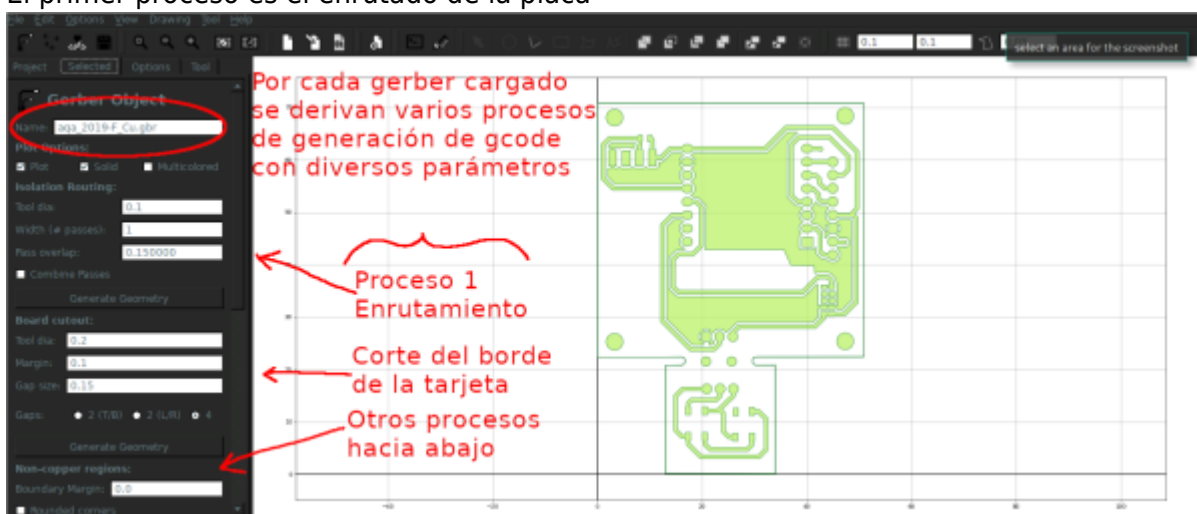 El primer proceso es el enrutado de la placa
File Edit Options View Drawing Tool Help
0.1 0.1
select an area for the screenshot
Project Selected Options Tool
Gerber Object
Name: aqa_2019-F_Cu.gbr
Plot Options:
Plot Solid Multicolored
Isolation Routing:
Tool dia: 0.1
Width (# passes): 1
Pass overlap: 0.150000
Combine Passes
Generate Geometry
Board cutout:
Tool dia: 0.2
Margin: 0.1
Gap size: 0.15
Gaps: 2 (T/B) 2 (L/R) 4
Generate Geometry
Non-copper regions:
Boundary Margin: 0.0
Rounded corners
Por cada gerber cargado
se derivan varios procesos
de generación de gcode
con diversos parámetros
Proceso 1
Enrutamiento
Corte del borde
de la tarjeta
Otros procesos
hacia abajo